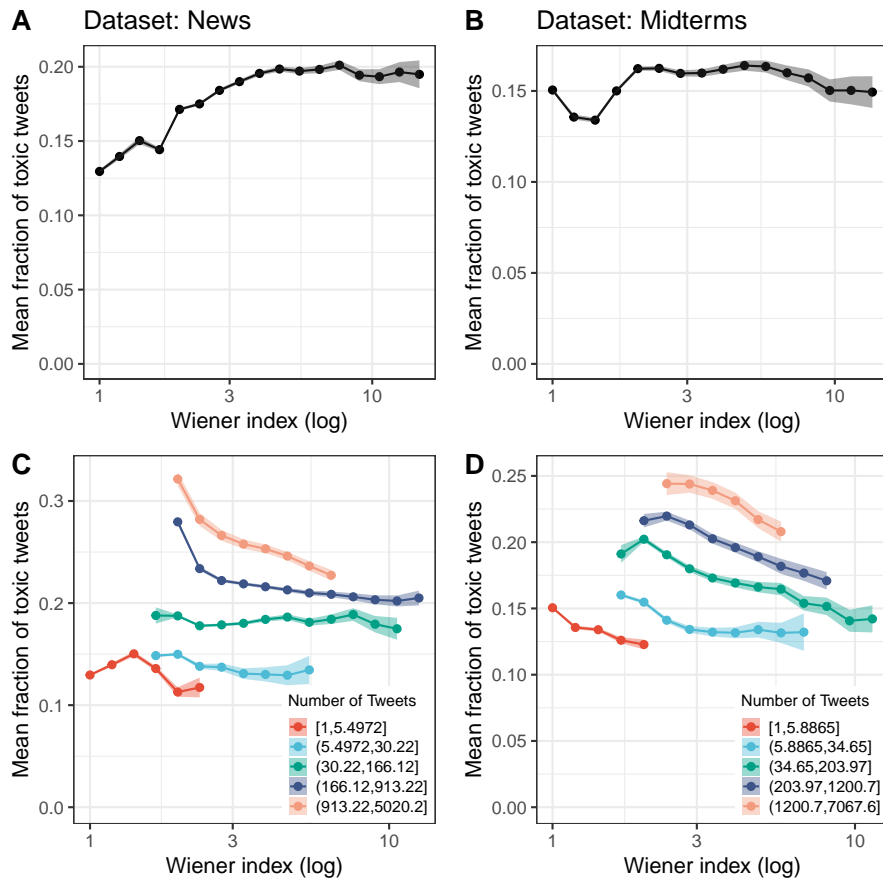 A Dataset: News
Mean fraction of toxic tweets
0.20
0.15
0.10
0.05
0.00
1 3 10
Wiener index (log)
B Dataset: Midterms
Mean fraction of toxic tweets
0.15
0.10
0.05
0.00
1 3 10
Wiener index (log)
C
Mean fraction of toxic tweets
0.3
0.2
0.1
0.0
Number of Tweets
[1,5.4972]
(5.4972,30.22]
(30.22,166.12]
(166.12,913.22]
(913.22,5020.2]
1 3 10
Wiener index (log)
D
Mean fraction of toxic tweets
0.25
0.20
0.15
0.10
0.05
0.00
Number of Tweets
[1,5.8865]
(5.8865,34.65]
(34.65,203.97]
(203.97,1200.7]
(1200.7,7067.6]
1 3 10
Wiener index (log)